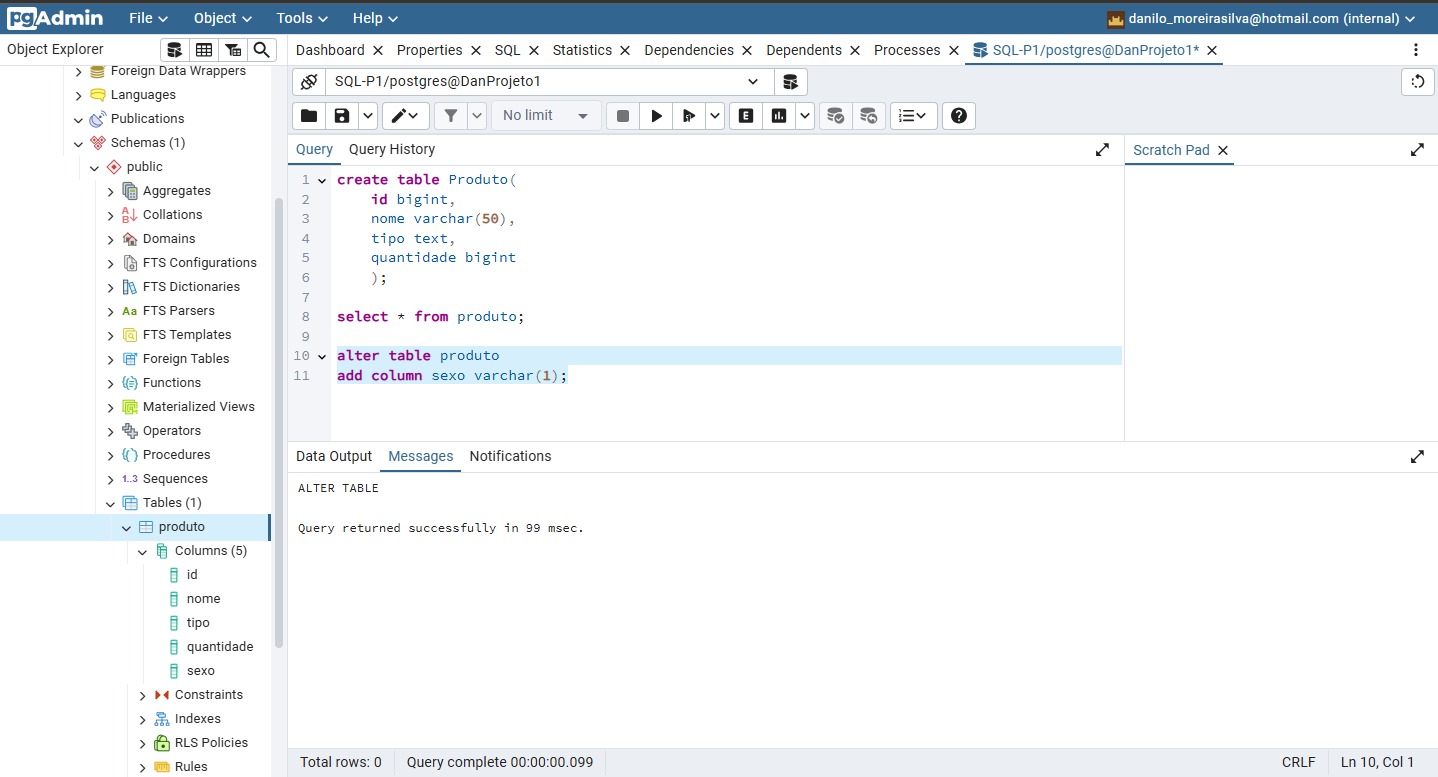 pgAdmin File Object Tools Help danilo_moreirasilva@hotmail.com (internal)
Object Explorer
Dashboard Properties SQL Statistics Dependencies Dependents Processes SQL-P1/postgres@DanProjeto1*
Foreign Data Wrappers
Languages
Publications
Schemas (1)
public
Aggregates
Collations
Domains
FTS Configurations
FTS Dictionaries
Aa FTS Parsers
FTS Templates
Foreign Tables
Functions
Materialized Views
Operators
Procedures
1..3 Sequences
Tables (1)
produto
Columns (5)
id
nome
tipo
quantidade
sexo
Constraints
Indexes
RLS Policies
Rules
SQL-P1/postgres@DanProjeto1
No limit E
Query Query History
Scratch Pad
1 create table Produto(
2 id bigint,
3 nome varchar(50),
4 tipo text,
5 quantidade bigint
6 );
7
8 select * from produto;
9
10 alter table produto
11 add column sexo varchar(1);
Data Output Messages Notifications
ALTER TABLE
Query returned successfully in 99 msec.
Total rows: 0 Query complete 00:00:00.099 CRLF Ln 10, Col 1